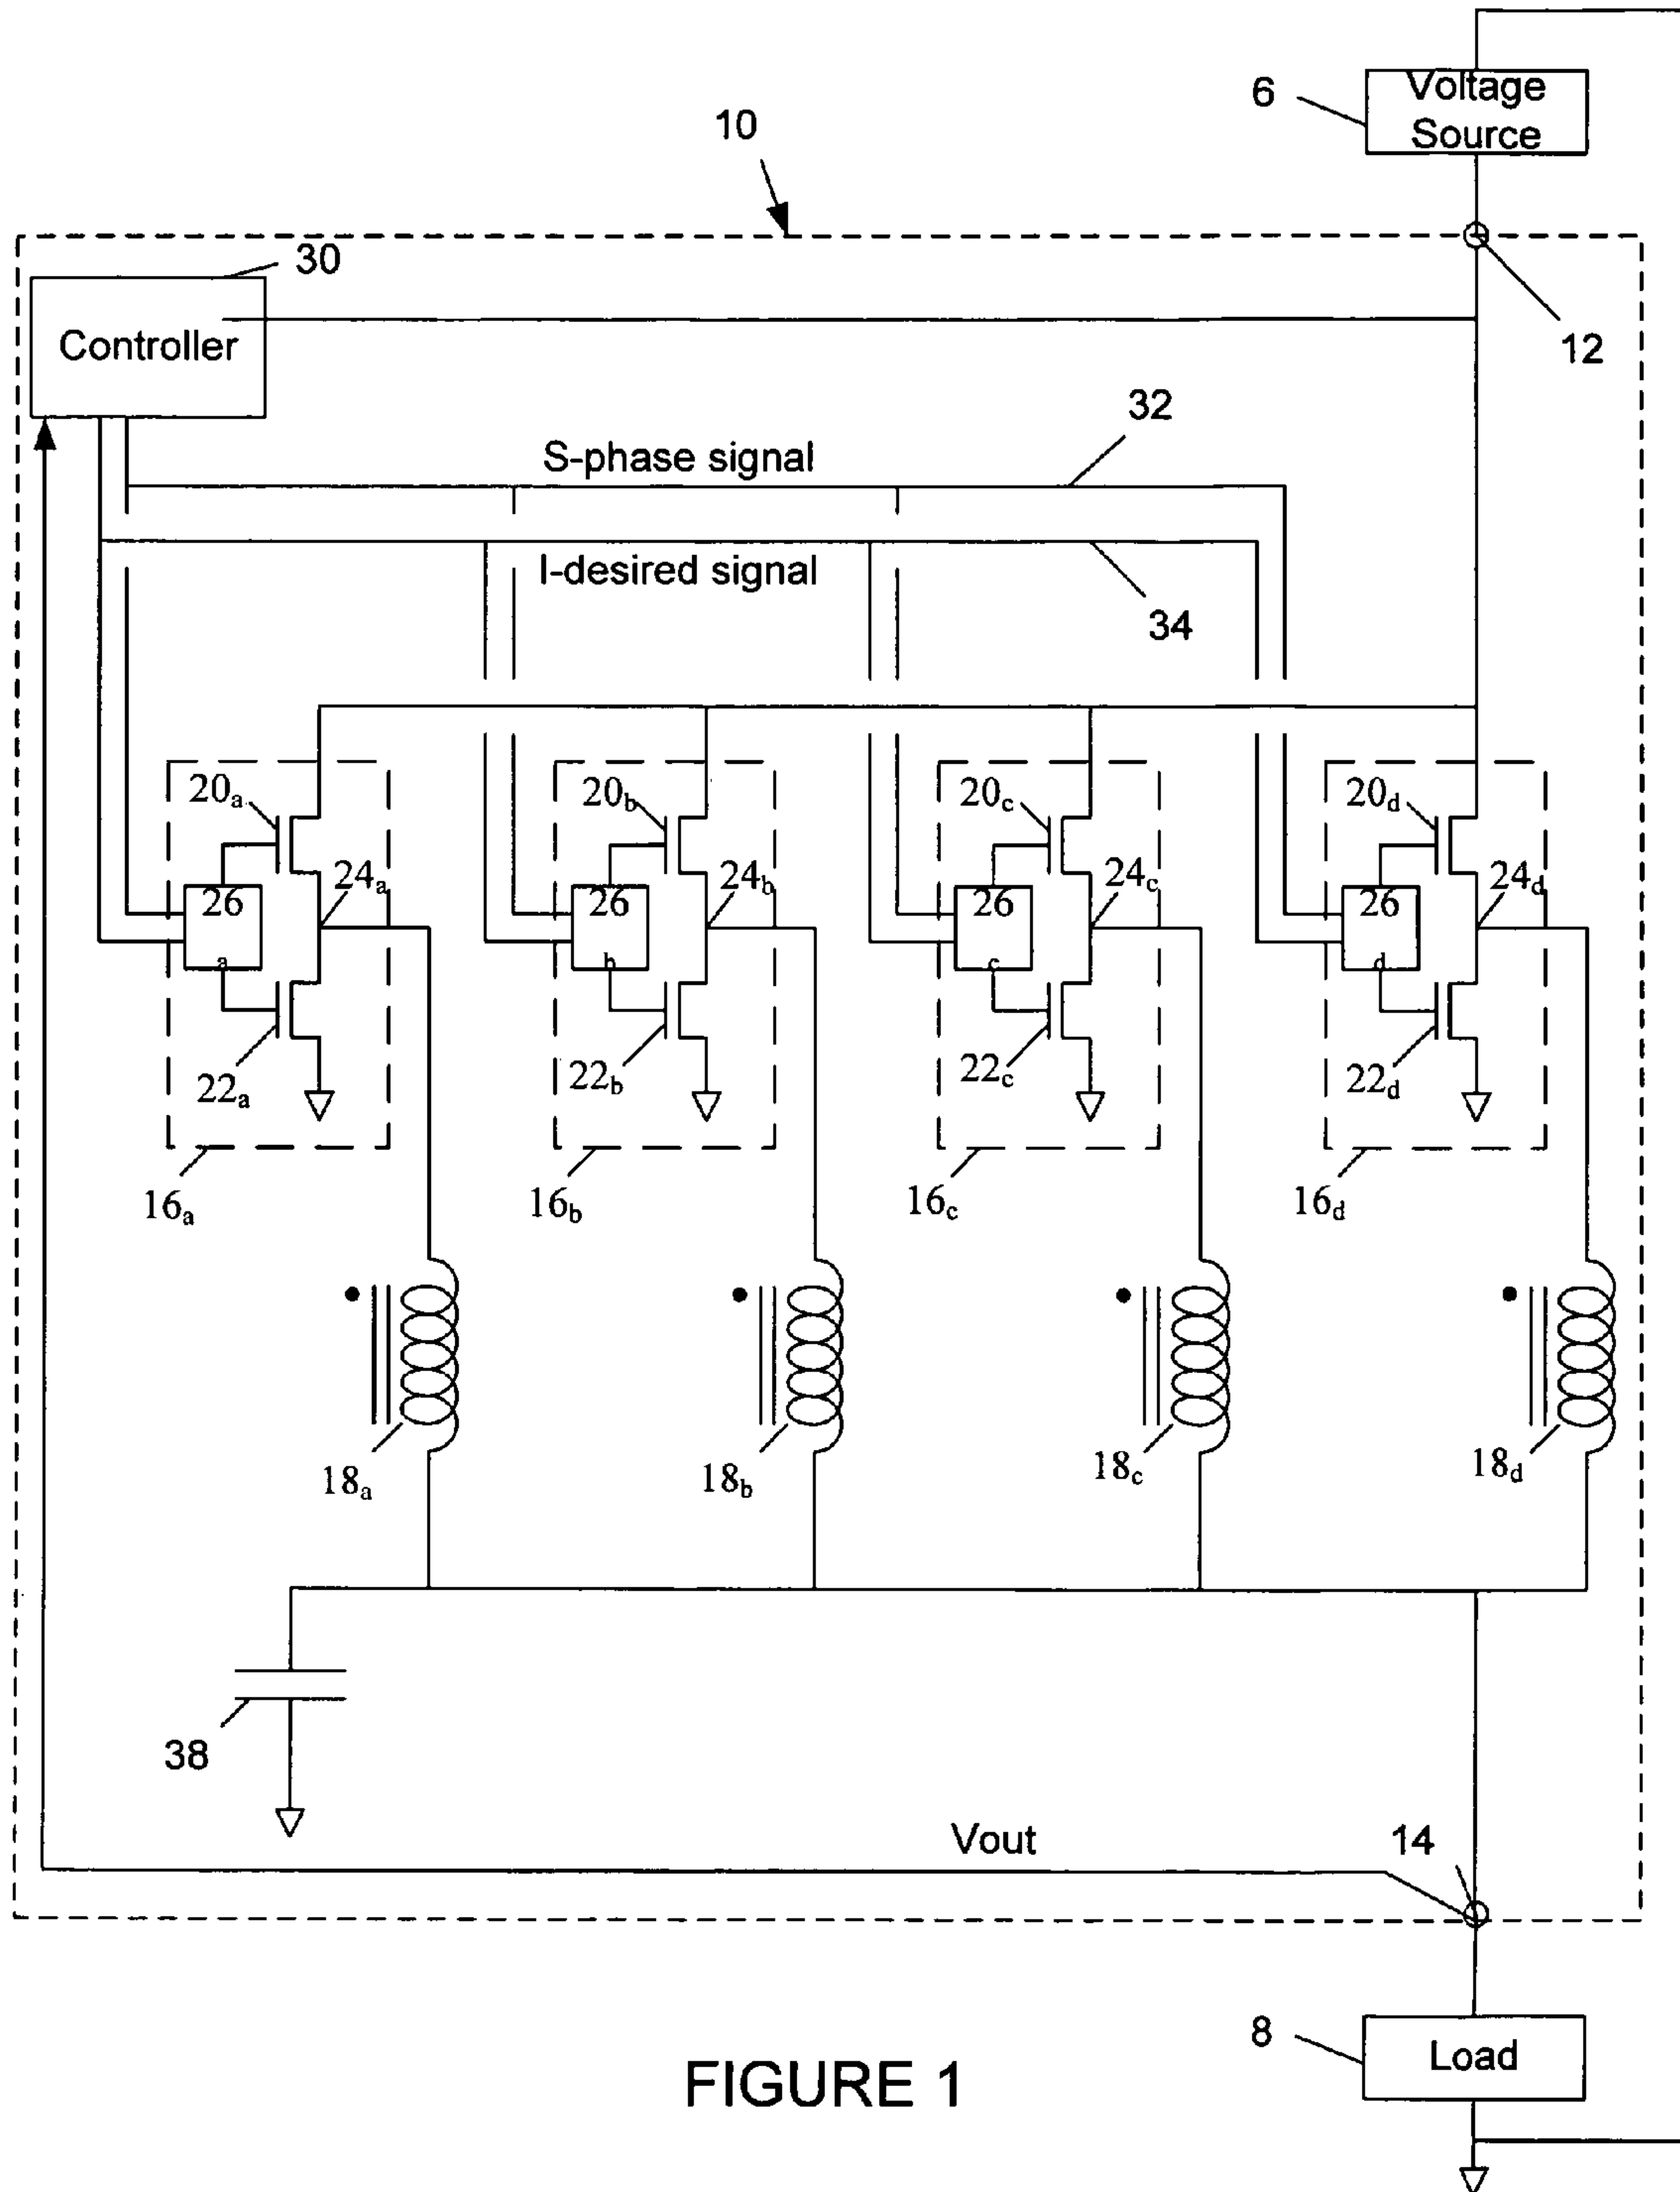 Voltage
Source
6
10
30
Controller
12
32
S-phase signal
I-desired signal
34
20a
20b
20c
20d
24a
24b
24c
24d
26
a
26
b
26
c
26
d
22a
22b
22c
22d
16a
16b
16c
16d
18a
18b
18c
18d
38
Vout
14
8
Load
FIGURE 1